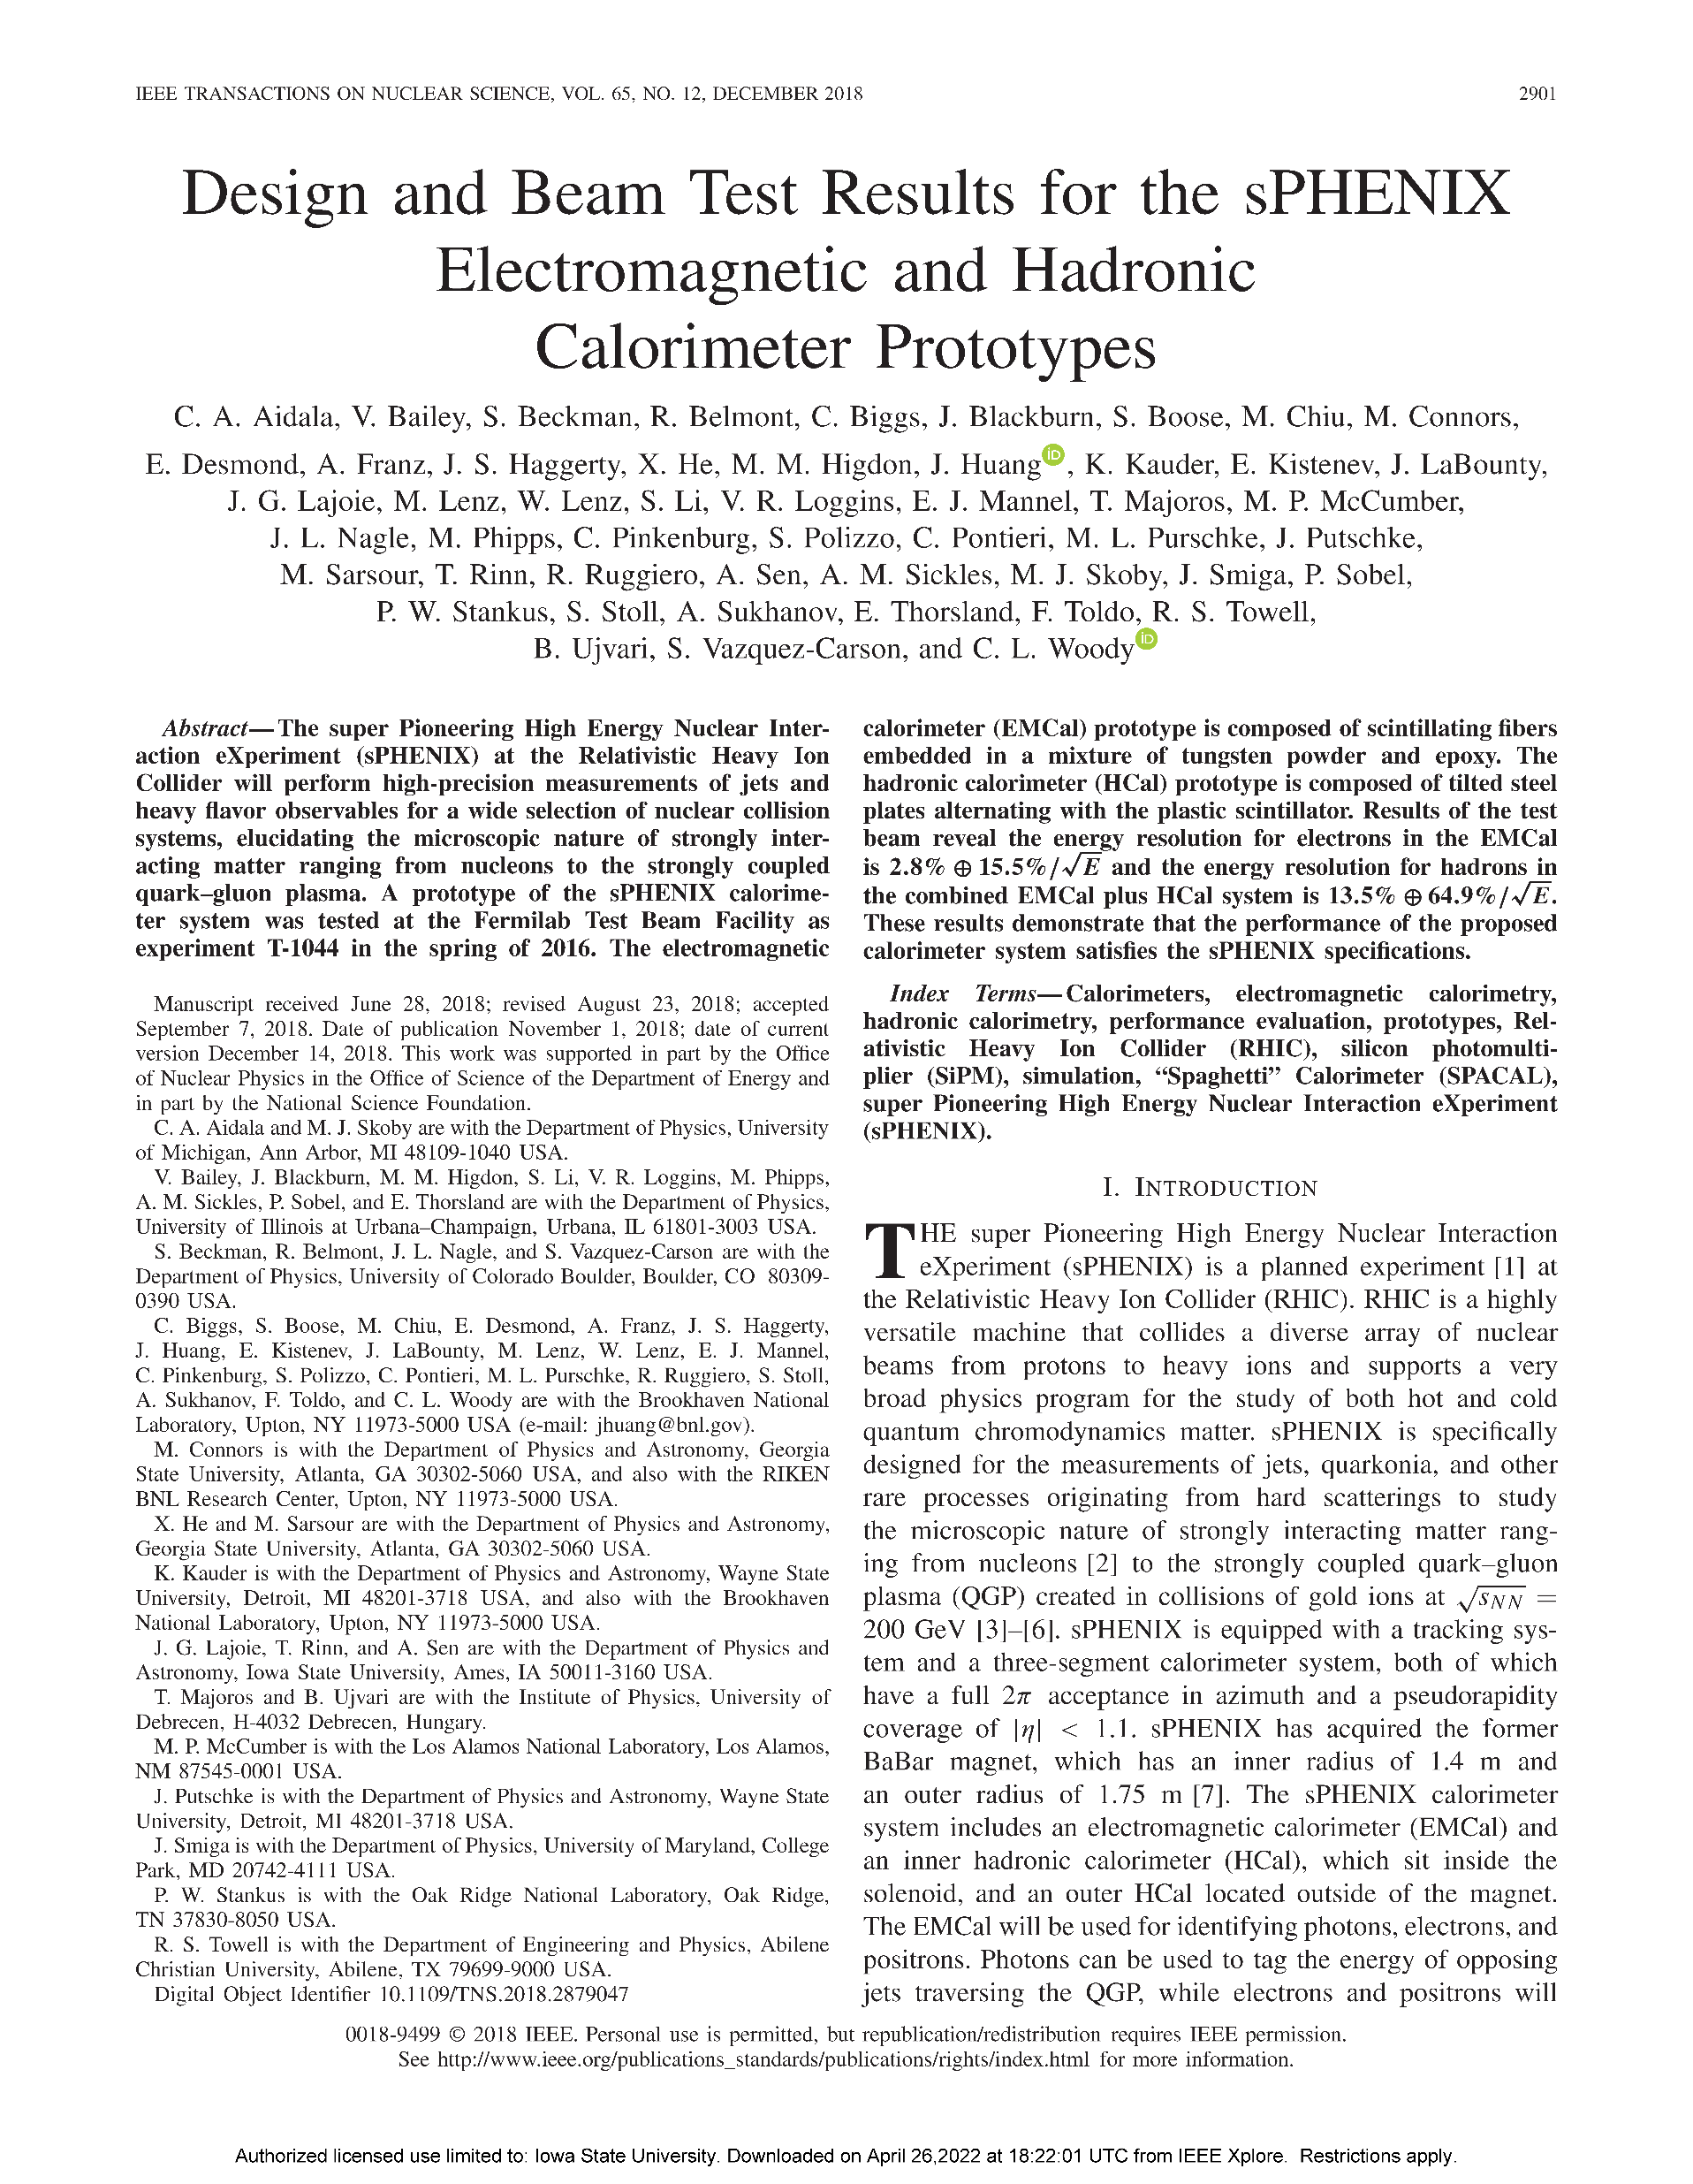 IEEE TRANSACTIONS ON NUCLEAR SCIENCE, VOL. 65, NO. 12, DECEMBER 2018 2901
Design and Beam Test Results for the sPHENIX
Electromagnetic and Hadronic
Calorimeter Prototypes
C. A. Aidala, V. Bailey, S. Beckman, R. Belmont, C. Biggs, J. Blackburn, S. Boose, M. Chiu, M. Connors,
E. Desmond, A. Franz, J. S. Haggerty, X. He, M. M. Higdon, J. Huang, K. Kauder, E. Kistenev, J. LaBounty,
J. G. Lajoie, M. Lenz, W. Lenz, S. Li, V. R. Loggins, E. J. Mannel, T. Majoros, M. P. McCumber,
J. L. Nagle, M. Phipps, C. Pinkenburg, S. Polizzo, C. Pontieri, M. L. Purschke, J. Putschke,
M. Sarsour, T. Rinn, R. Ruggiero, A. Sen, A. M. Sickles, M. J. Skoby, J. Smiga, P. Sobel,
P. W. Stankus, S. Stoll, A. Sukhanov, E. Thorsland, F. Toldo, R. S. Towell,
B. Ujvari, S. Vazquez-Carson, and C. L. Woody
Abstract—The super Pioneering High Energy Nuclear Inter-
action eXperiment (sPHENIX) at the Relativistic Heavy Ion
Collider will perform high-precision measurements of jets and
heavy flavor observables for a wide selection of nuclear collision
systems, elucidating the microscopic nature of strongly inter-
acting matter ranging from nucleons to the strongly coupled
quark–gluon plasma. A prototype of the sPHENIX calorime-
ter system was tested at the Fermilab Test Beam Facility as
experiment T-1044 in the spring of 2016. The electromagnetic
calorimeter (EMCal) prototype is composed of scintillating fibers
embedded in a mixture of tungsten powder and epoxy. The
hadronic calorimeter (HCal) prototype is composed of tilted steel
plates alternating with the plastic scintillator. Results of the test
beam reveal the energy resolution for electrons in the EMCal
is 2.8% ⊕ 15.5%/√E and the energy resolution for hadrons in
the combined EMCal plus HCal system is 13.5% ⊕ 64.9%/√E.
These results demonstrate that the performance of the proposed
calorimeter system satisfies the sPHENIX specifications.
Index Terms—Calorimeters, electromagnetic calorimetry,
hadronic calorimetry, performance evaluation, prototypes, Rel-
ativistic Heavy Ion Collider (RHIC), silicon photomulti-
plier (SiPM), simulation, “Spaghetti” Calorimeter (SPACAL),
super Pioneering High Energy Nuclear Interaction eXperiment
(sPHENIX).
Manuscript received June 28, 2018; revised August 23, 2018; accepted
September 7, 2018. Date of publication November 1, 2018; date of current
version December 14, 2018. This work was supported in part by the Office
of Nuclear Physics in the Office of Science of the Department of Energy and
in part by the National Science Foundation.
C. A. Aidala and M. J. Skoby are with the Department of Physics, University
of Michigan, Ann Arbor, MI 48109-1040 USA.
V. Bailey, J. Blackburn, M. M. Higdon, S. Li, V. R. Loggins, M. Phipps,
A. M. Sickles, P. Sobel, and E. Thorsland are with the Department of Physics,
University of Illinois at Urbana–Champaign, Urbana, IL 61801-3003 USA.
S. Beckman, R. Belmont, J. L. Nagle, and S. Vazquez-Carson are with the
Department of Physics, University of Colorado Boulder, Boulder, CO 80309-
0390 USA.
C. Biggs, S. Boose, M. Chiu, E. Desmond, A. Franz, J. S. Haggerty,
J. Huang, E. Kistenev, J. LaBounty, M. Lenz, W. Lenz, E. J. Mannel,
C. Pinkenburg, S. Polizzo, C. Pontieri, M. L. Purschke, R. Ruggiero, S. Stoll,
A. Sukhanov, F. Toldo, and C. L. Woody are with the Brookhaven National
Laboratory, Upton, NY 11973-5000 USA (e-mail: jhuang@bnl.gov).
M. Connors is with the Department of Physics and Astronomy, Georgia
State University, Atlanta, GA 30302-5060 USA, and also with the RIKEN
BNL Research Center, Upton, NY 11973-5000 USA.
X. He and M. Sarsour are with the Department of Physics and Astronomy,
Georgia State University, Atlanta, GA 30302-5060 USA.
K. Kauder is with the Department of Physics and Astronomy, Wayne State
University, Detroit, MI 48201-3718 USA, and also with the Brookhaven
National Laboratory, Upton, NY 11973-5000 USA.
J. G. Lajoie, T. Rinn, and A. Sen are with the Department of Physics and
Astronomy, Iowa State University, Ames, IA 50011-3160 USA.
T. Majoros and B. Ujvari are with the Institute of Physics, University of
Debrecen, H-4032 Debrecen, Hungary.
M. P. McCumber is with the Los Alamos National Laboratory, Los Alamos,
NM 87545-0001 USA.
J. Putschke is with the Department of Physics and Astronomy, Wayne State
University, Detroit, MI 48201-3718 USA.
J. Smiga is with the Department of Physics, University of Maryland, College
Park, MD 20742-4111 USA.
P. W. Stankus is with the Oak Ridge National Laboratory, Oak Ridge,
TN 37830-8050 USA.
R. S. Towell is with the Department of Engineering and Physics, Abilene
Christian University, Abilene, TX 79699-9000 USA.
Digital Object Identifier 10.1109/TNS.2018.2879047
I. INTRODUCTION
THE super Pioneering High Energy Nuclear Interaction
eXperiment (sPHENIX) is a planned experiment [1] at
the Relativistic Heavy Ion Collider (RHIC). RHIC is a highly
versatile machine that collides a diverse array of nuclear
beams from protons to heavy ions and supports a very
broad physics program for the study of both hot and cold
quantum chromodynamics matter. sPHENIX is specifically
designed for the measurements of jets, quarkonia, and other
rare processes originating from hard scatterings to study
the microscopic nature of strongly interacting matter rang-
ing from nucleons [2] to the strongly coupled quark–gluon
plasma (QGP) created in collisions of gold ions at √sNN =
200 GeV [3]–[6]. sPHENIX is equipped with a tracking sys-
tem and a three-segment calorimeter system, both of which
have a full 2π acceptance in azimuth and a pseudorapidity
coverage of |η| < 1.1. sPHENIX has acquired the former
BaBar magnet, which has an inner radius of 1.4 m and
an outer radius of 1.75 m [7]. The sPHENIX calorimeter
system includes an electromagnetic calorimeter (EMCal) and
an inner hadronic calorimeter (HCal), which sit inside the
solenoid, and an outer HCal located outside of the magnet.
The EMCal will be used for identifying photons, electrons, and
positrons. Photons can be used to tag the energy of opposing
jets traversing the QGP, while electrons and positrons will
0018-9499 © 2018 IEEE. Personal use is permitted, but republication/redistribution requires IEEE permission.
See http://www.ieee.org/publications_standards/publications/rights/index.html for more information.
Authorized licensed use limited to: Iowa State University. Downloaded on April 26,2022 at 18:22:01 UTC from IEEE Xplore. Restrictions apply.